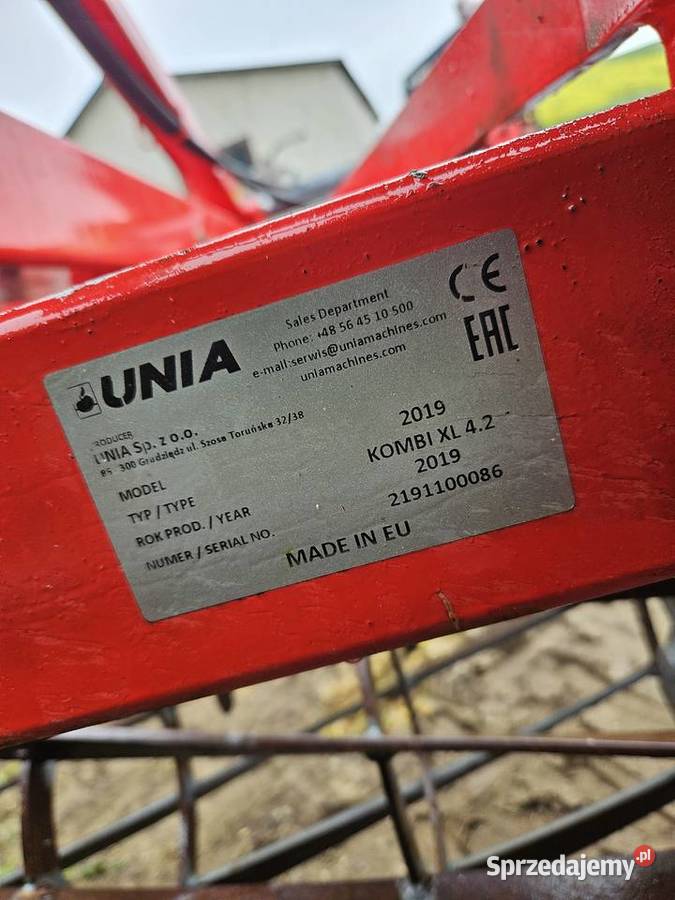 UNIA
Sales Department
Phone: +48 56 45 10 500
e-mail:serwis@uniamachines.com
uniamachines.com
CE
EAC
PRODUCER
UNIA Sp. z o.o.
86-300 Grudziądz ul. Szosa Toruńska 32/38
MODEL 2019
TYP / TYPE KOMBI XL 4.2
ROK PROD. / YEAR 2019
NUMER / SERIAL NO. 2191100086
MADE IN EU
Sprzedajemy.pl